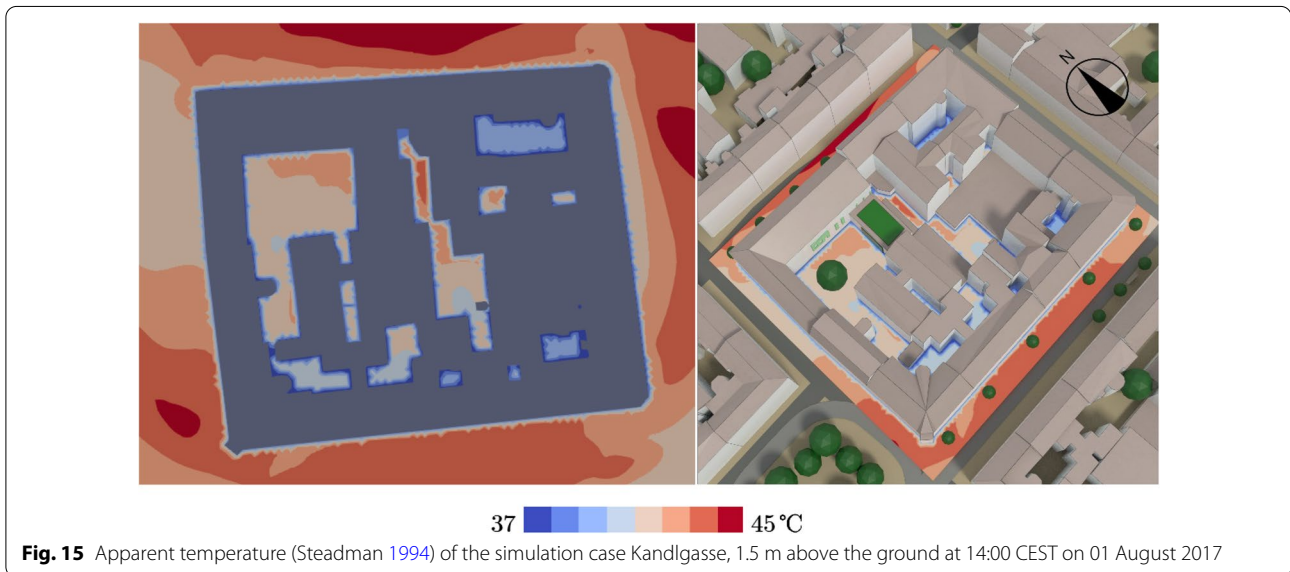 N
37 45 °C
Fig. 15 Apparent temperature (Steadman 1994) of the simulation case Kandlgasse, 1.5 m above the ground at 14:00 CEST on 01 August 2017